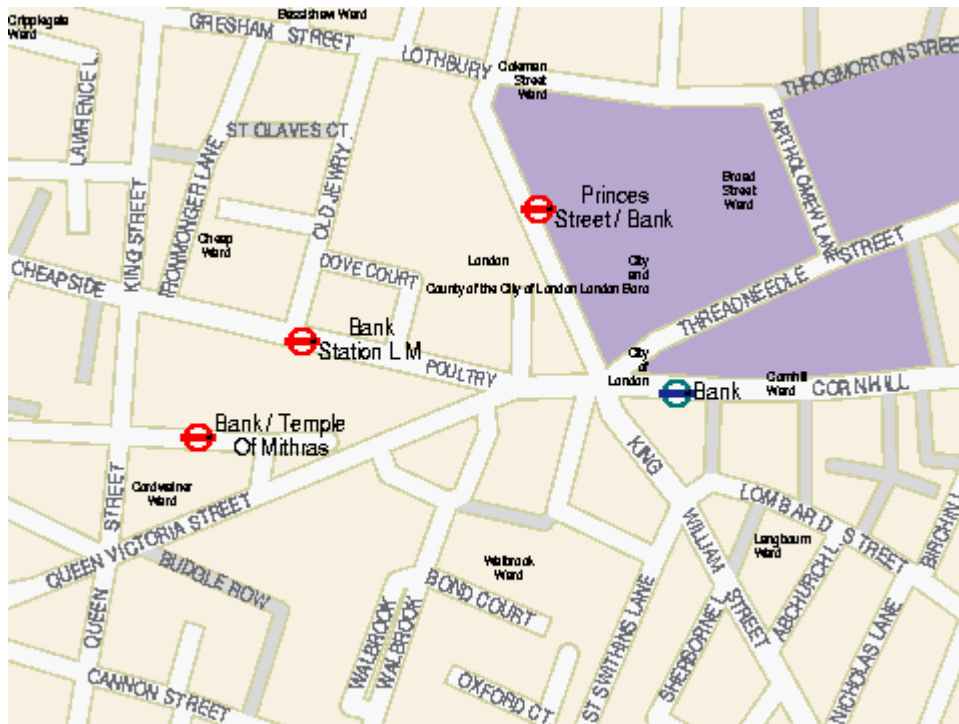 Cripplegate
Ward
Bassishaw Ward
GRESHAM STREET
LOTHBURY
Coleman
Street
Ward
THROGMORTON STREET
LAWRENCE L.
ST OLAVES CT.
BARTHOLOMEW LANE
KING STREET
IRONMONGER LANE
OLD JEWRY
Princes
Street / Bank
Broad
Street
Ward
Cheap
Ward
DOVE COURT
London
City
and
County of the City of London London Boro
THREADNEEDLE STREET
CHEAPSIDE
Bank
Station L M
POULTRY
City
of
London
Bank
Cornhill
Ward
CORNHILL
Bank / Temple
Of Mithras
KING WILLIAM STREET
Cordwainer
Ward
QUEEN VICTORIA STREET
LOMBARD STREET
Langbourn
Ward
BIRCHIN L
BUDGLE ROW
Walbrook
Ward
BOND COURT
QUEEN STREET
WALBROOK
WALBROOK
ST SWITHINS LANE
SHERBORNE L
ABCHURCH L.
NICHOLAS LANE
CANNON STREET
OXFORD CT.